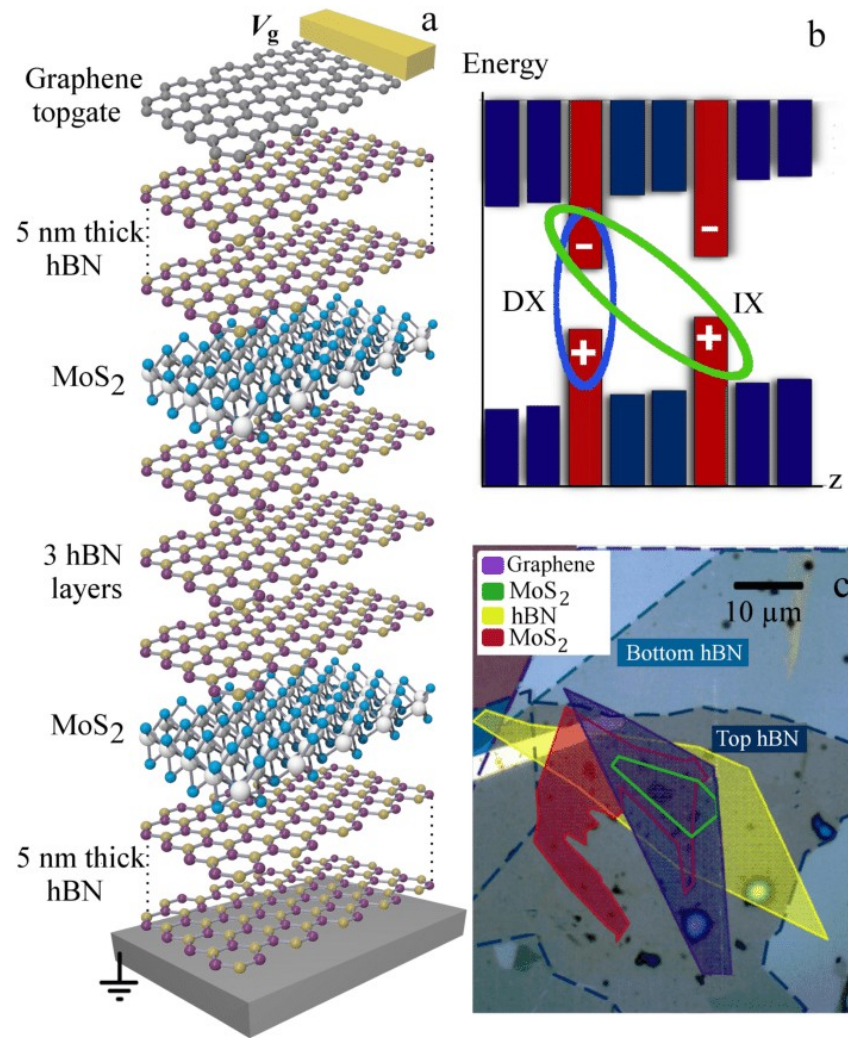 a
V_g
Graphene
topgate
5 nm thick
hBN
MoS₂
3 hBN
layers
MoS₂
5 nm thick
hBN
b
Energy
-
-
DX
IX
+
+
z
c
Graphene
MoS₂
hBN
MoS₂
10 µm
Bottom hBN
Top hBN